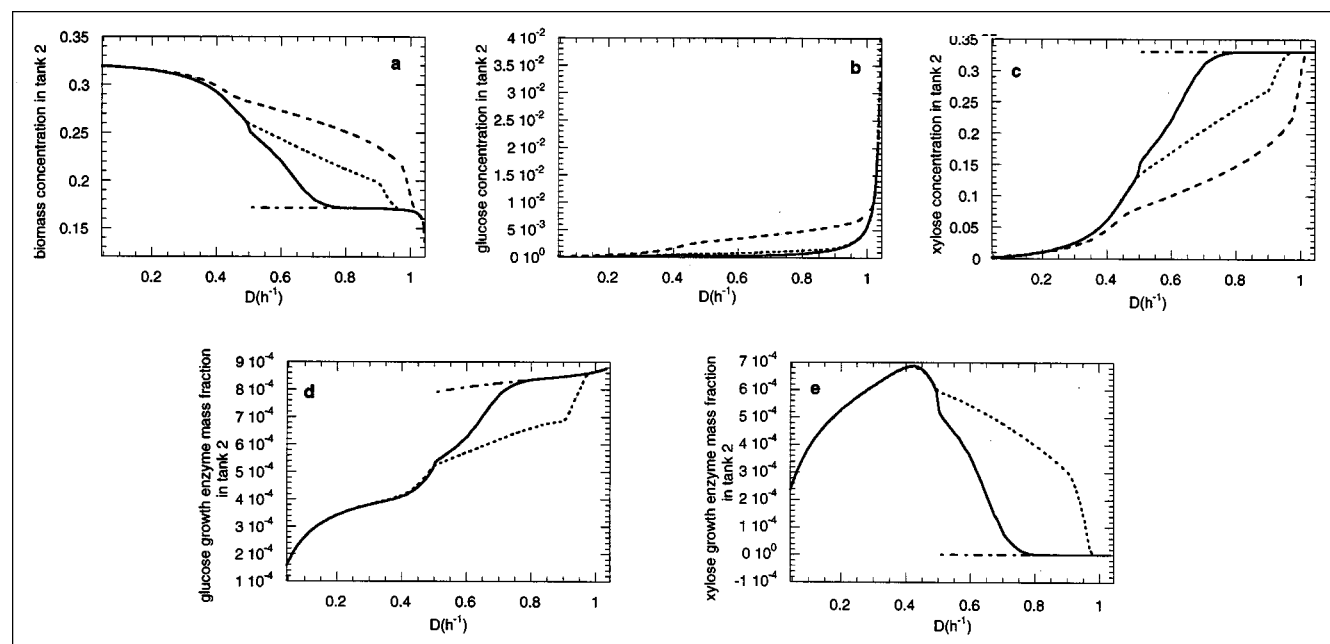 a
biomass concentration in tank 2
0.35
0.3
0.25
0.2
0.15
0.2 0.4 0.6 0.8 1
D(h-1)
b
glucose concentration in tank 2
4 10-2
3.5 10-2
3 10-2
2.5 10-2
2 10-2
1.5 10-2
1 10-2
5 10-3
0 100
0.2 0.4 0.6 0.8 1
D(h-1)
c
xylose concentration in tank 2
0.35
0.3
0.25
0.2
0.15
0.1
0.05
0
0.2 0.4 0.6 0.8 1
D(h-1)
d
glucose growth enzyme mass fraction
in tank 2
9 10-4
8 10-4
7 10-4
6 10-4
5 10-4
4 10-4
3 10-4
2 10-4
1 10-4
0.2 0.4 0.6 0.8 1
D(h-1)
e
xylose growth enzyme mass fraction
in tank 2
7 10-4
6 10-4
5 10-4
4 10-4
3 10-4
2 10-4
1 10-4
0 100
-1 10-4
0.2 0.4 0.6 0.8 1
D(h-1)